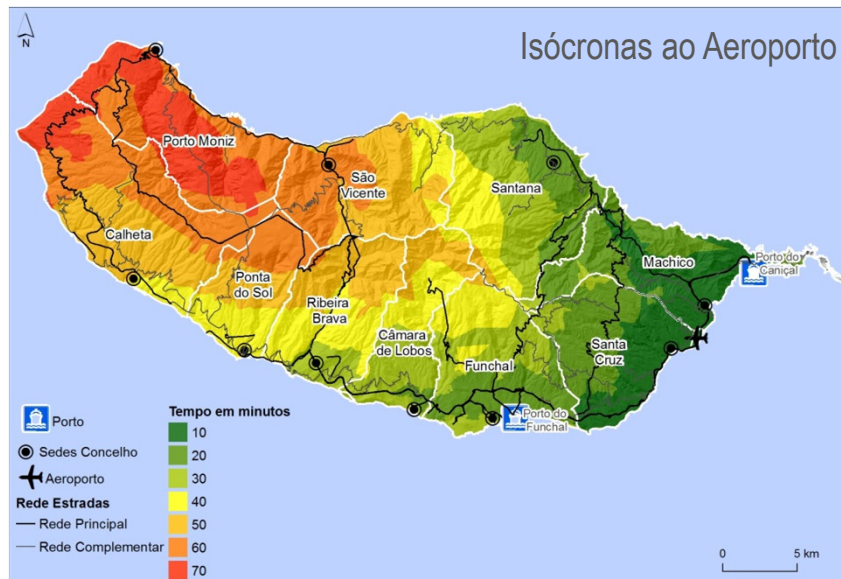 Isócronas ao Aeroporto
N
Porto Moniz
São
Vicente
Santana
Calheta
Ponta
do Sol
Ribeira
Brava
Câmara
de Lobos
Funchal
Santa
Cruz
Machico
Porto do
Caniçal
Porto do
Funchal
Porto
Sedes Concelho
Aeroporto
Rede Estradas
Rede Principal
Rede Complementar
Tempo em minutos
10
20
30
40
50
60
70
0 5 km